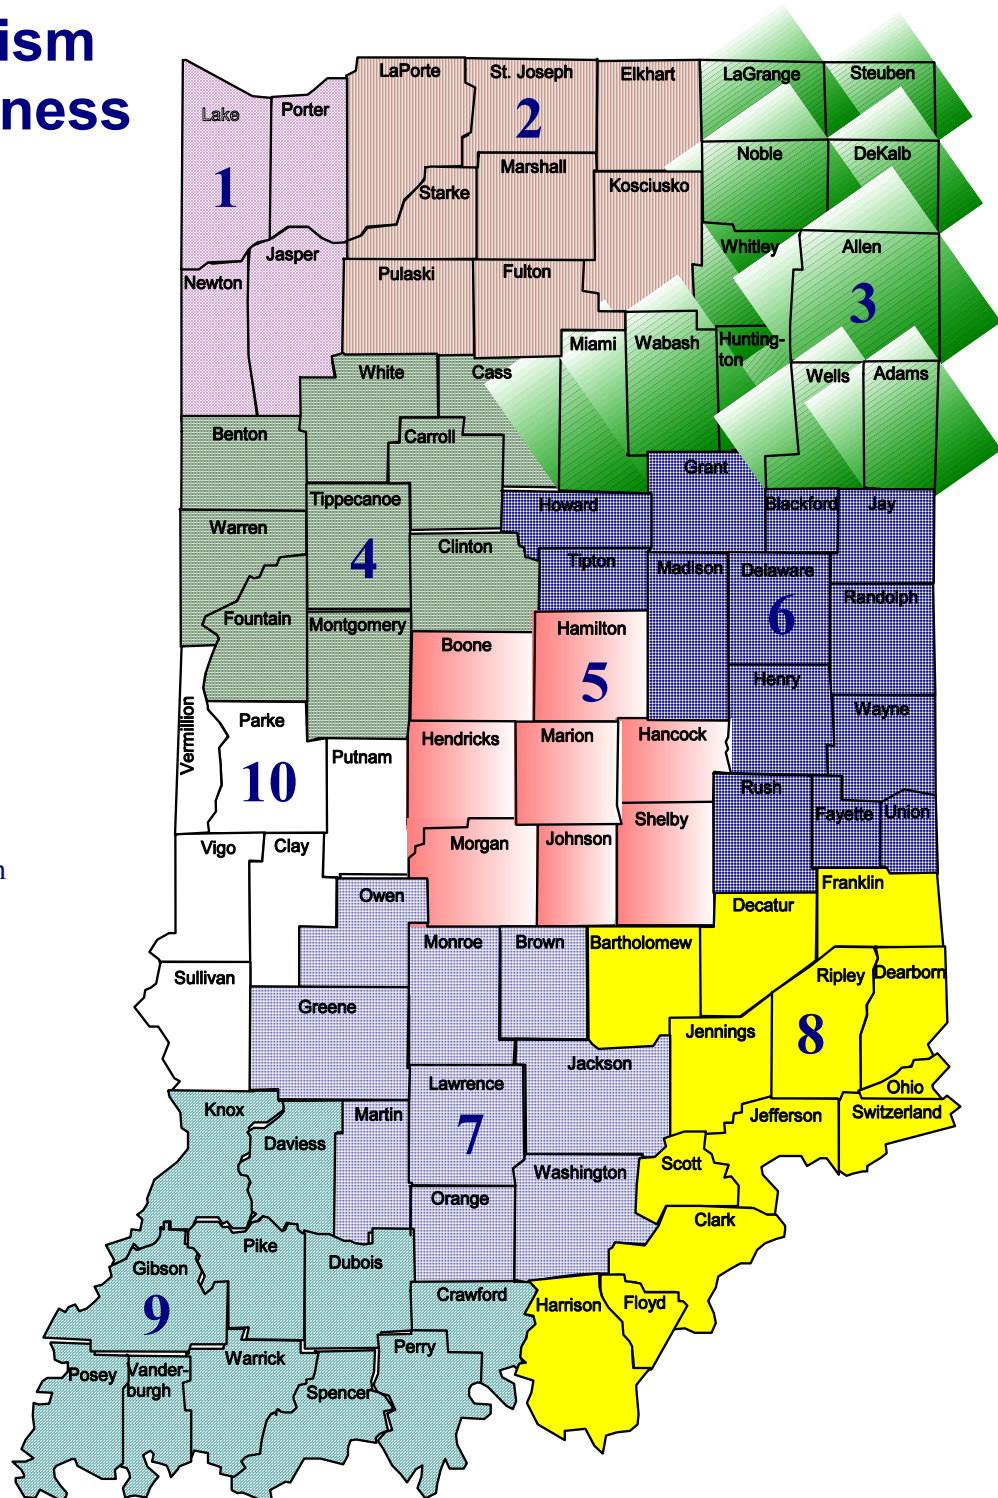 ism
ness
LaPorte
St. Joseph
Elkhart
LaGrange
Steuben
Lake
Porter
2
Noble
DeKalb
Marshall
Starke
Kosciusko
1
Whitley
Allen
Jasper
Newton
Pulaski
Fulton
3
Miami
Wabash
Hunting-
ton
White
Cass
Wells
Adams
Benton
Carroll
Grant
Tippecanoe
Howard
Blackford
Jay
Warren
Clinton
4
Tipton
Madison
Delaware
Randolph
Fountain
Montgomery
Hamilton
6
Boone
5
Henry
Vermillion
Parke
Wayne
Hendricks
Marion
Hancock
Putnam
10
Rush
Fayette
Union
Shelby
Vigo
Clay
Morgan
Johnson
n
Franklin
Owen
Decatur
Monroe
Brown
Bartholomew
Sullivan
Ripley
Dearborn
Greene
Jennings
8
Jackson
Lawrence
Ohio
Knox
Martin
Jefferson
Switzerland
Daviess
7
Scott
Washington
Orange
Clark
Pike
Gibson
Dubois
Crawford
Harrison
Floyd
9
Perry
Warrick
Posey
Vander-
burgh
Spencer